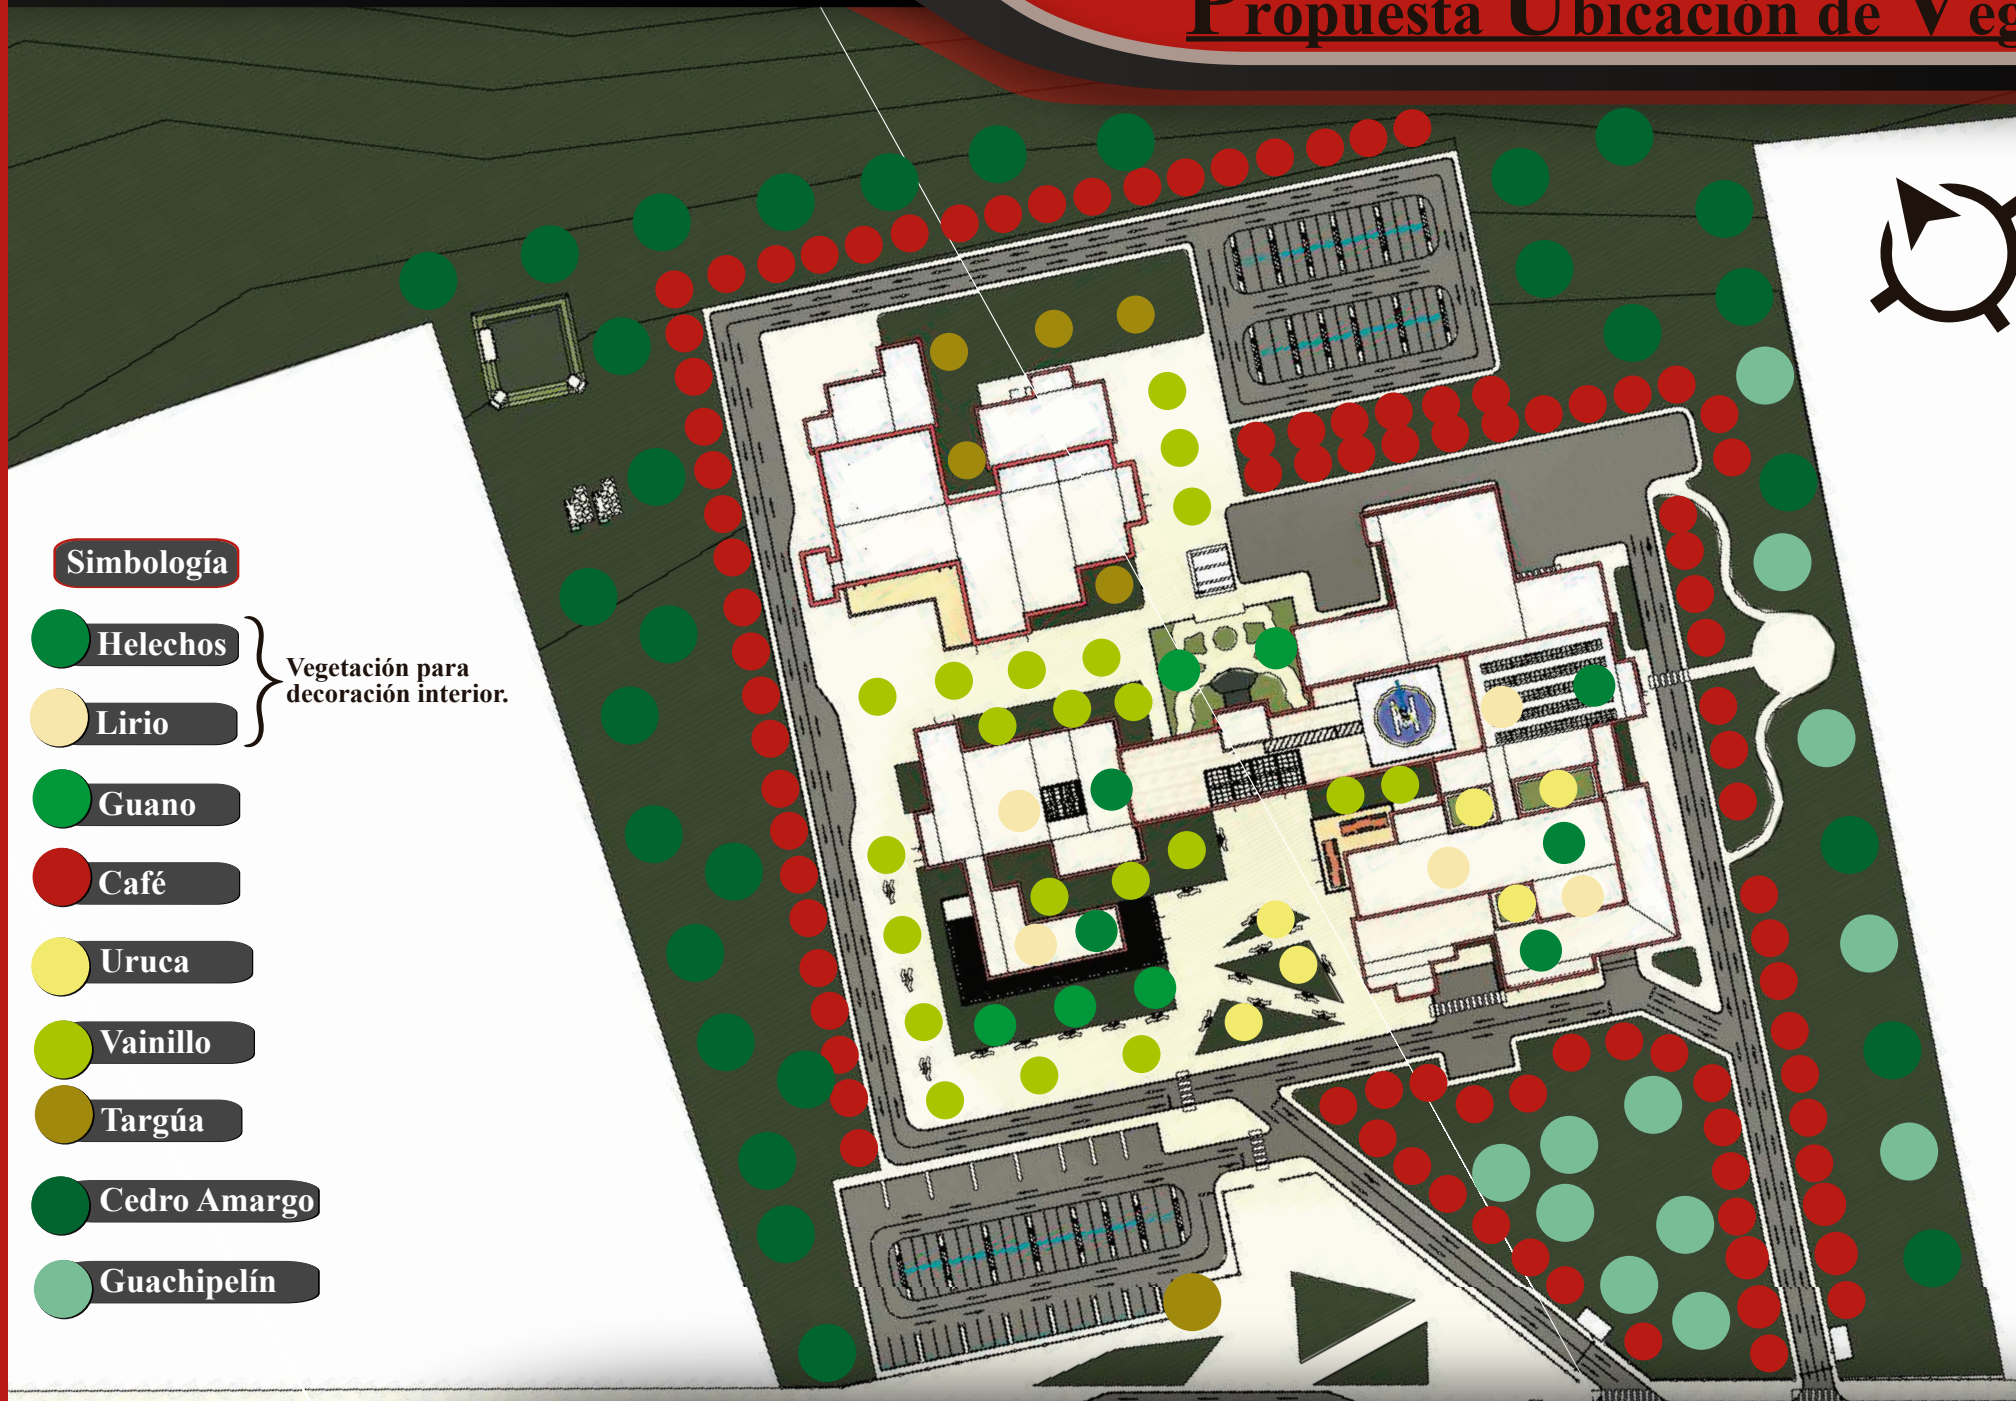 Propuesta Ubicación de Veg
Simbología
Helechos
Lirio
Vegetación para
decoración interior.
Guano
Café
Uruca
Vainillo
Targúa
Cedro Amargo
Guachipelín
H